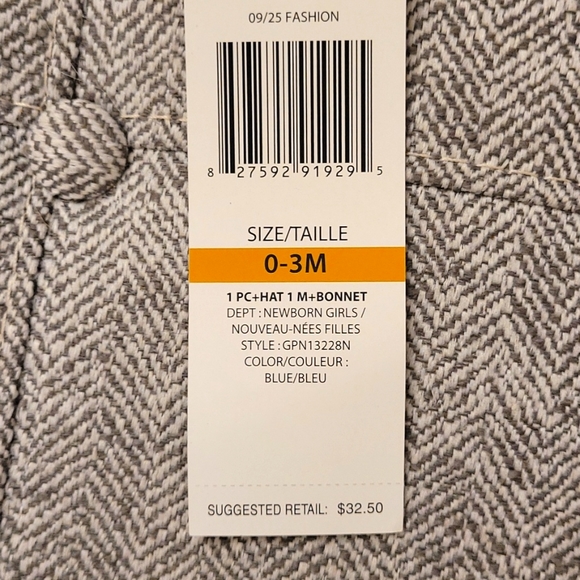 09/25 FASHION
8 27592 91929 5
SIZE/TAILLE
0-3M
1 PC+HAT 1 M+BONNET
DEPT : NEWBORN GIRLS /
NOUVEAU-NÉES FILLES
STYLE : GPN13228N
COLOR/COULEUR :
BLUE/BLEU
SUGGESTED RETAIL: $32.50